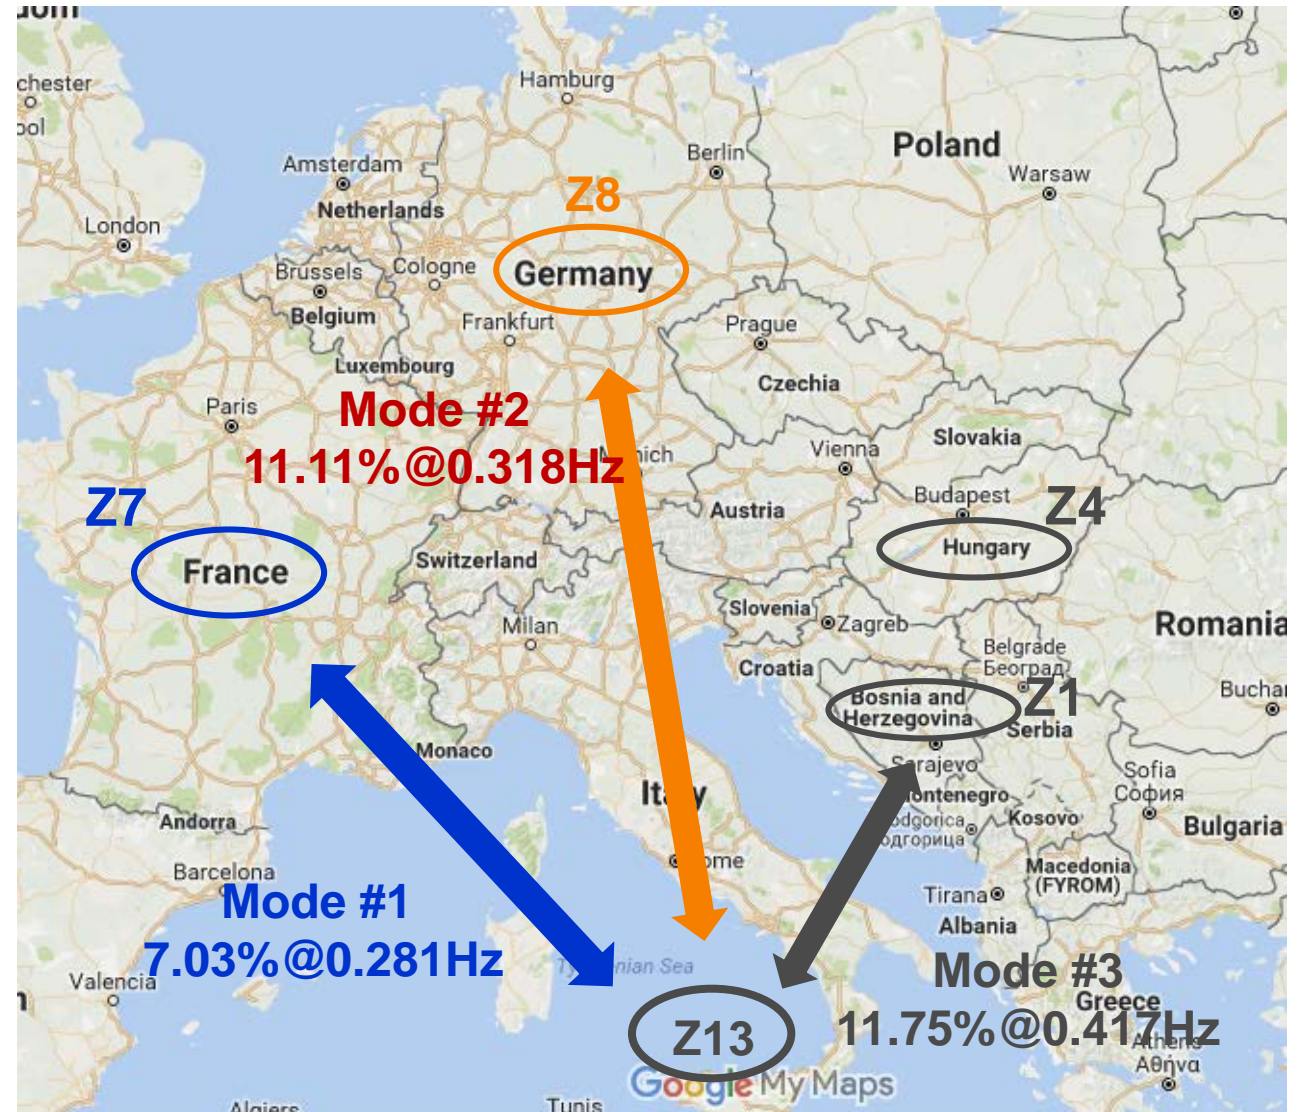 chester
Hamburg
Poland
Berlin
Amsterdam
Warsaw
Z8
Netherlands
London
Brussels
Cologne
Germany
Belgium
Frankfurt
Prague
Luxembourg
Czechia
Paris
Mode #2
11.11%@0.318Hz
Slovakia
Vienna
Budapest
Z4
Z7
Austria
Hungary
Switzerland
France
Slovenia
Zagreb
Romania
Milan
Belgrade
Београд
Croatia
Bosnia and
Herzegovina
Z1
Serbia
Monaco
Sarajevo
Sofia
София
Italy
Kosovo
Andorra
Bulgaria
Barcelona
Macedonia
(FYROM)
Tirana
Albania
Mode #1
7.03%@0.281Hz
Valencia
Mode #3
11.75%@0.417Hz
Greece
Athens
Αθήνα
Z13
Google My Maps
Algiers
Tunis